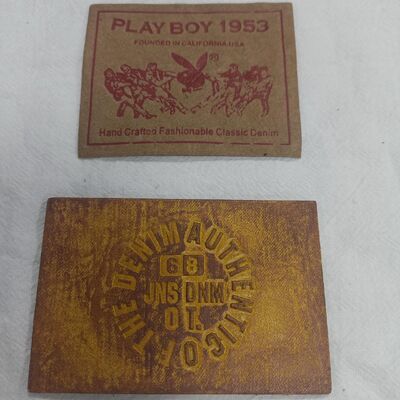 PLAY BOY 1953
FOUNDED IN CALIFORNIA.USA
®
Hand Crafted Fashionable Classic Denim
AUTHENTIC OF THE DENIM
68
JNS DNM
O T.